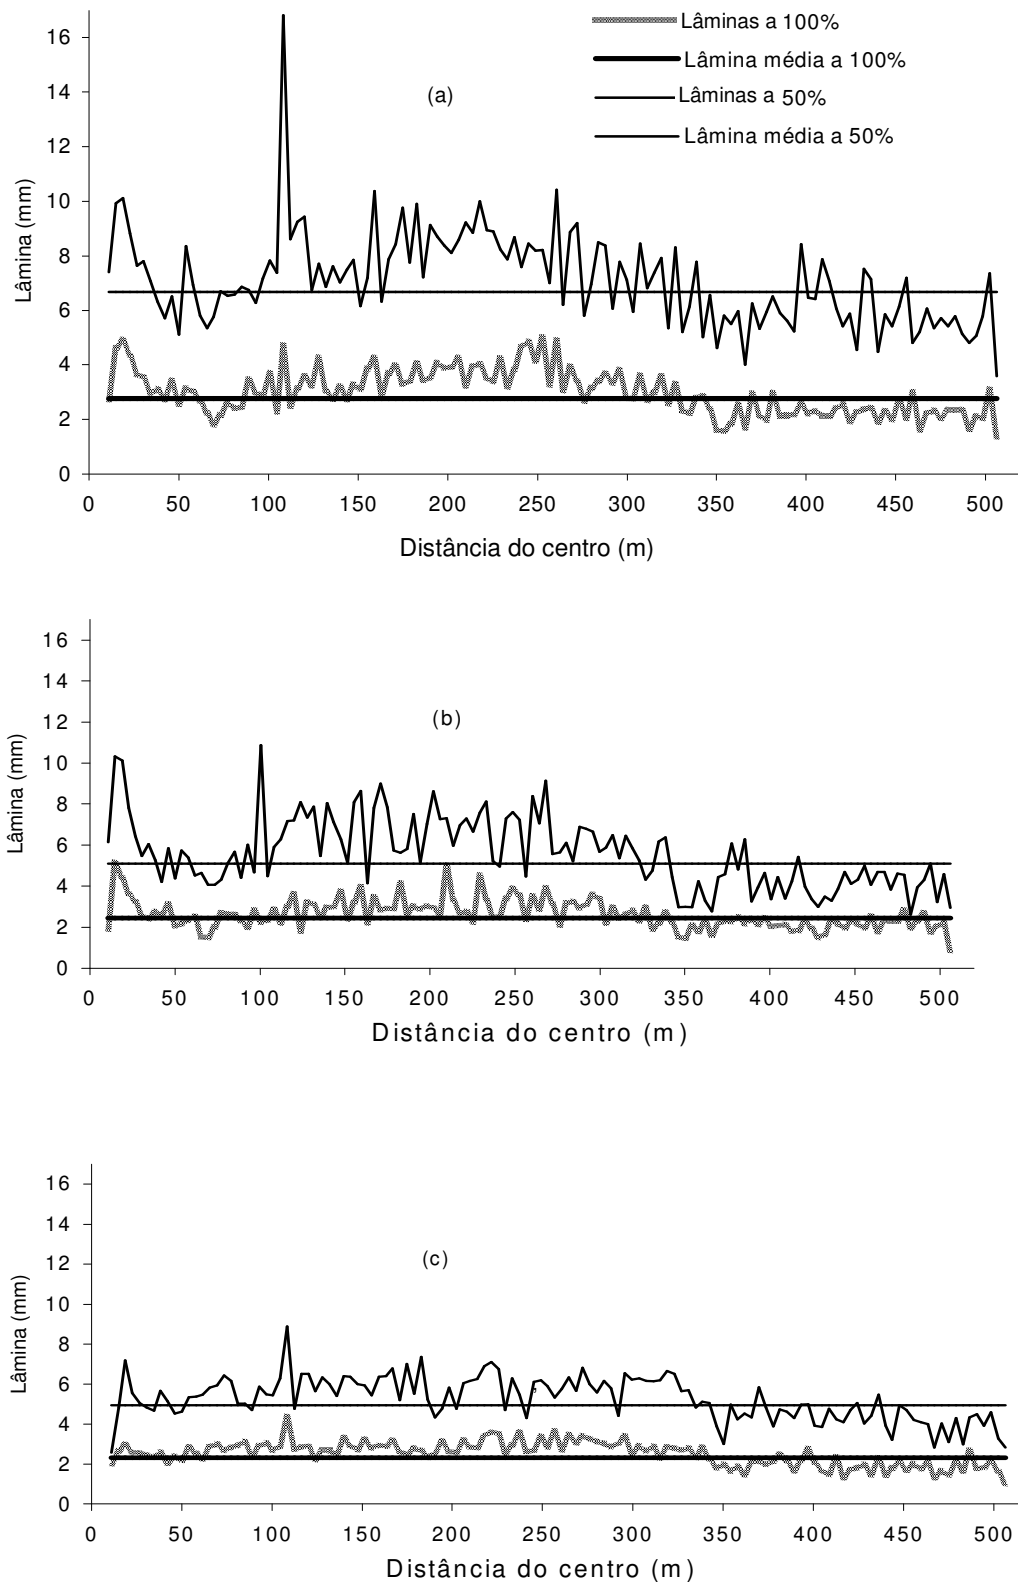 Lâminas a 100%
Lâmina média a 100%
Lâminas a 50%
Lâmina média a 50%
(a)
Lâmina (mm)
16
14
12
10
8
6
4
2
0
0 50 100 150 200 250 300 350 400 450 500
Distância do centro (m)
(b)
Lâmina (mm)
16
14
12
10
8
6
4
2
0
0 50 100 150 200 250 300 350 400 450 500
Distância do centro (m)
(c)
Lâmina (mm)
16
14
12
10
8
6
4
2
0
0 50 100 150 200 250 300 350 400 450 500
Distância do centro (m)